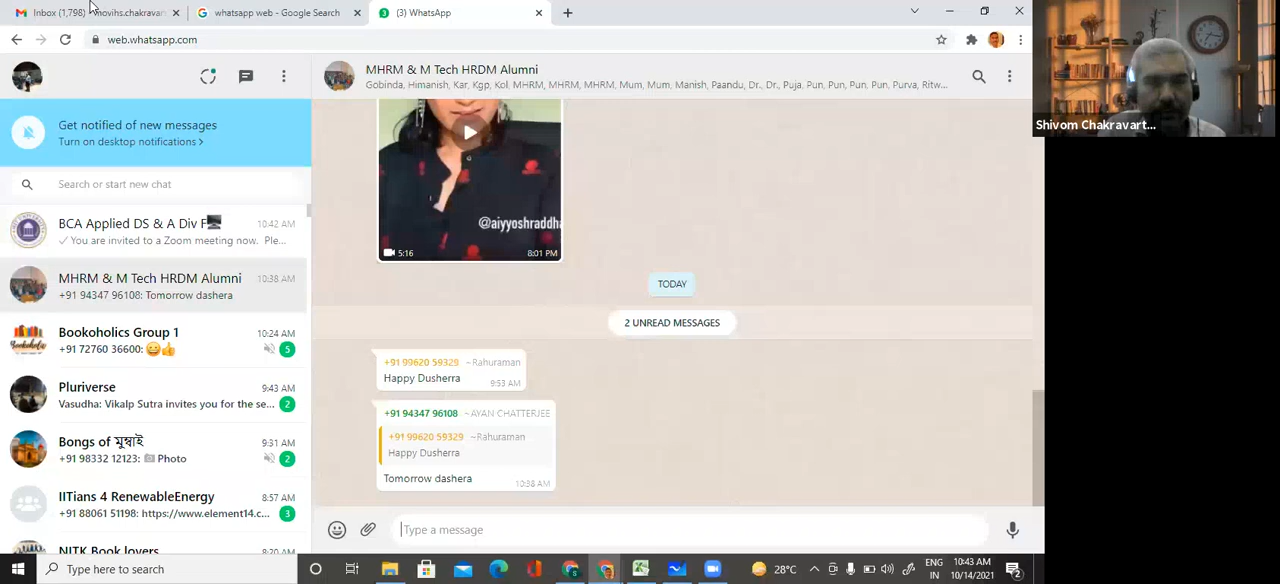 Inbox (1,798) - movihs.chakravar
whatsapp web - Google Search
(3) WhatsApp
web.whatsapp.com
MHRM & M Tech HRDM Alumni
Gobinda, Himanish, Kar, Kgp, Kol, MHRM, MHRM, MHRM, Mum, Mum, Manish, Paandu, Dr., Dr., Puja, Pun, Pun, Pun, Pun, Purva, Ritw...
Shivom Chakravart...
Get notified of new messages
Turn on desktop notifications >
Search or start new chat
BCA Applied DS & A Div F
10:42 AM
✓ You are invited to a Zoom meeting now. Ple...
MHRM & M Tech HRDM Alumni
10:38 AM
+91 94347 96108: Tomorrow dashera
Bookoholics Group 1
10:24 AM
+91 72760 36600: 😄👍
5
Pluriverse
9:43 AM
Vasudha: Vikalp Sutra invites you for the se...
2
Bongs of মুম্বাই
9:31 AM
+91 98332 12123: Photo
2
IITians 4 RenewableEnergy
8:57 AM
+91 88061 51198: https://www.element14.c...
3
NITK Book lovers
8:20 AM
@aiyyoshraddha
5:16
8:01 PM
TODAY
2 UNREAD MESSAGES
+91 99620 59329 ~Rahuraman
Happy Dusherra
9:53 AM
+91 94347 96108 ~AYAN CHATTERJEE
+91 99620 59329 ~Rahuraman
Happy Dusherra
Tomorrow dashera
10:38 AM
Type a message
Type here to search
28°C
ENG
IN
10:43 AM
10/14/2021
2